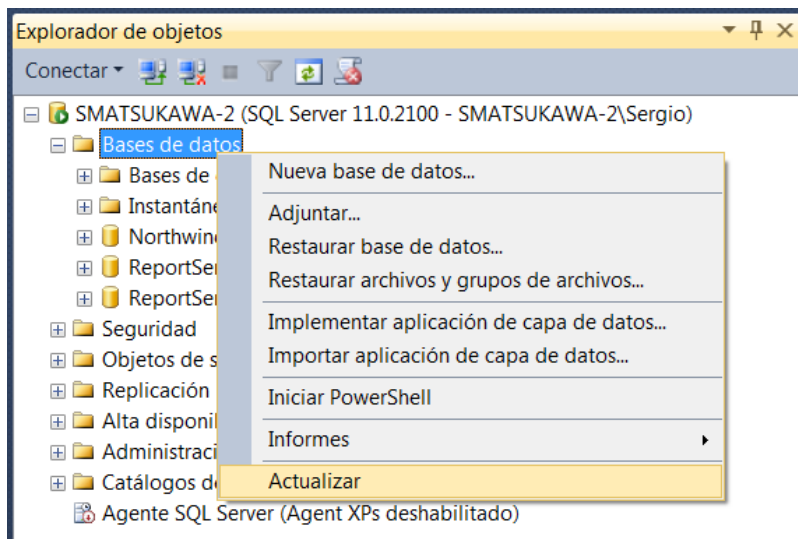 Explorador de objetos
Conectar
SMATSUKAWA-2 (SQL Server 11.0.2100 - SMATSUKAWA-2\Sergio)
Bases de datos
Bases de
Nueva base de datos...
Instantáne
Adjuntar...
Northwin
Restaurar base de datos...
ReportSer
Restaurar archivos y grupos de archivos...
ReportSer
Seguridad
Implementar aplicación de capa de datos...
Objetos de s
Importar aplicación de capa de datos...
Replicación
Iniciar PowerShell
Alta disponi
Informes
Administraci
Catálogos de
Actualizar
Agente SQL Server (Agent XPs deshabilitado)